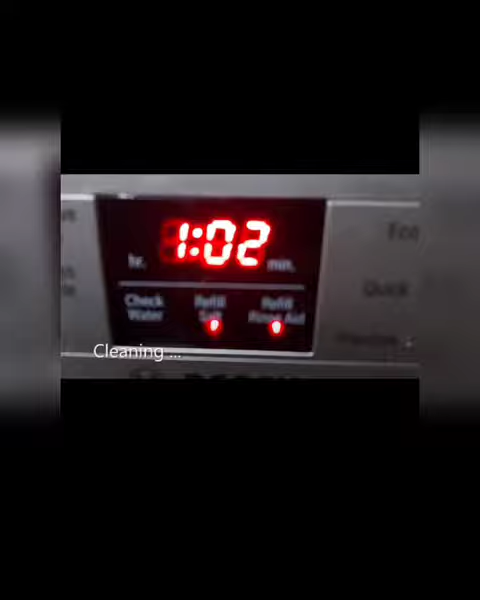 1:02
hr.
min.
Check Water
Refill Salt
Refill Rinse Aid
Eco
Quick
Cleaning ...